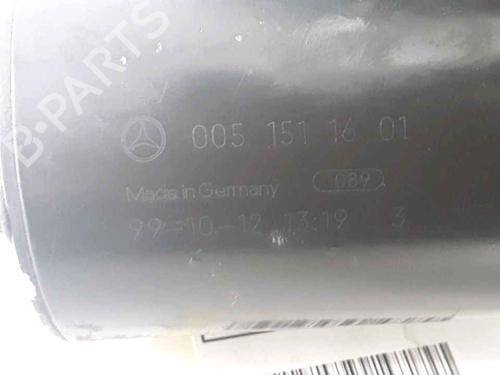 B-PARTS
005 151 16 01
Made in Germany 089
99-10-12 13:19 3